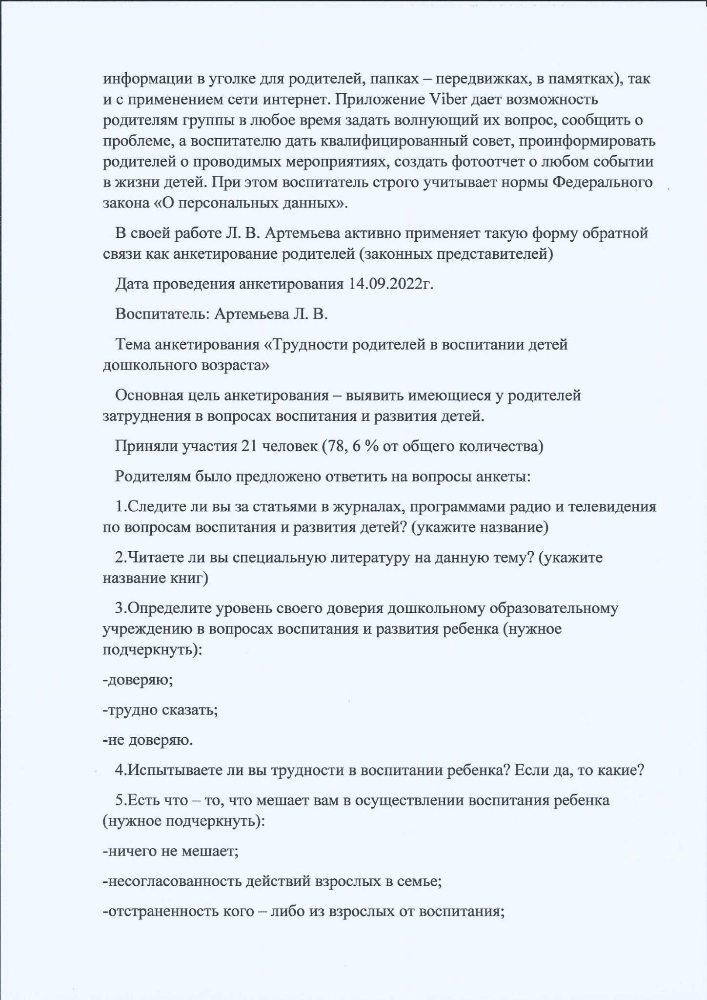 информации в уголке для родителей, папках – передвижках, в памятках), так
и с применением сети интернет. Приложение Viber дает возможность
родителям группы в любое время задать волнующий их вопрос, сообщить о
проблеме, а воспитателю дать квалифицированный совет, проинформировать
родителей о проводимых мероприятиях, создать фотоотчет о любом событии
в жизни детей. При этом воспитатель строго учитывает нормы Федерального
закона «О персональных данных».
В своей работе Л. В. Артемьева активно применяет такую форму обратной
связи как анкетирование родителей (законных представителей)
Дата проведения анкетирования 14.09.2022г.
Воспитатель: Артемьева Л. В.
Тема анкетирования «Трудности родителей в воспитании детей
дошкольного возраста»
Основная цель анкетирования – выявить имеющиеся у родителей
затруднения в вопросах воспитания и развития детей.
Приняли участия 21 человек (78, 6 % от общего количества)
Родителям было предложено ответить на вопросы анкеты:
1.Следите ли вы за статьями в журналах, программами радио и телевидения
по вопросам воспитания и развития детей? (укажите название)
2.Читаете ли вы специальную литературу на данную тему? (укажите
название книг)
3.Определите уровень своего доверия дошкольному образовательному
учреждению в вопросах воспитания и развития ребенка (нужное
подчеркнуть):
-доверяю;
-трудно сказать;
-не доверяю.
4.Испытываете ли вы трудности в воспитании ребенка? Если да, то какие?
5.Есть что – то, что мешает вам в осуществлении воспитания ребенка
(нужное подчеркнуть):
-ничего не мешает;
-несогласованность действий взрослых в семье;
-отстраненность кого – либо из взрослых от воспитания;